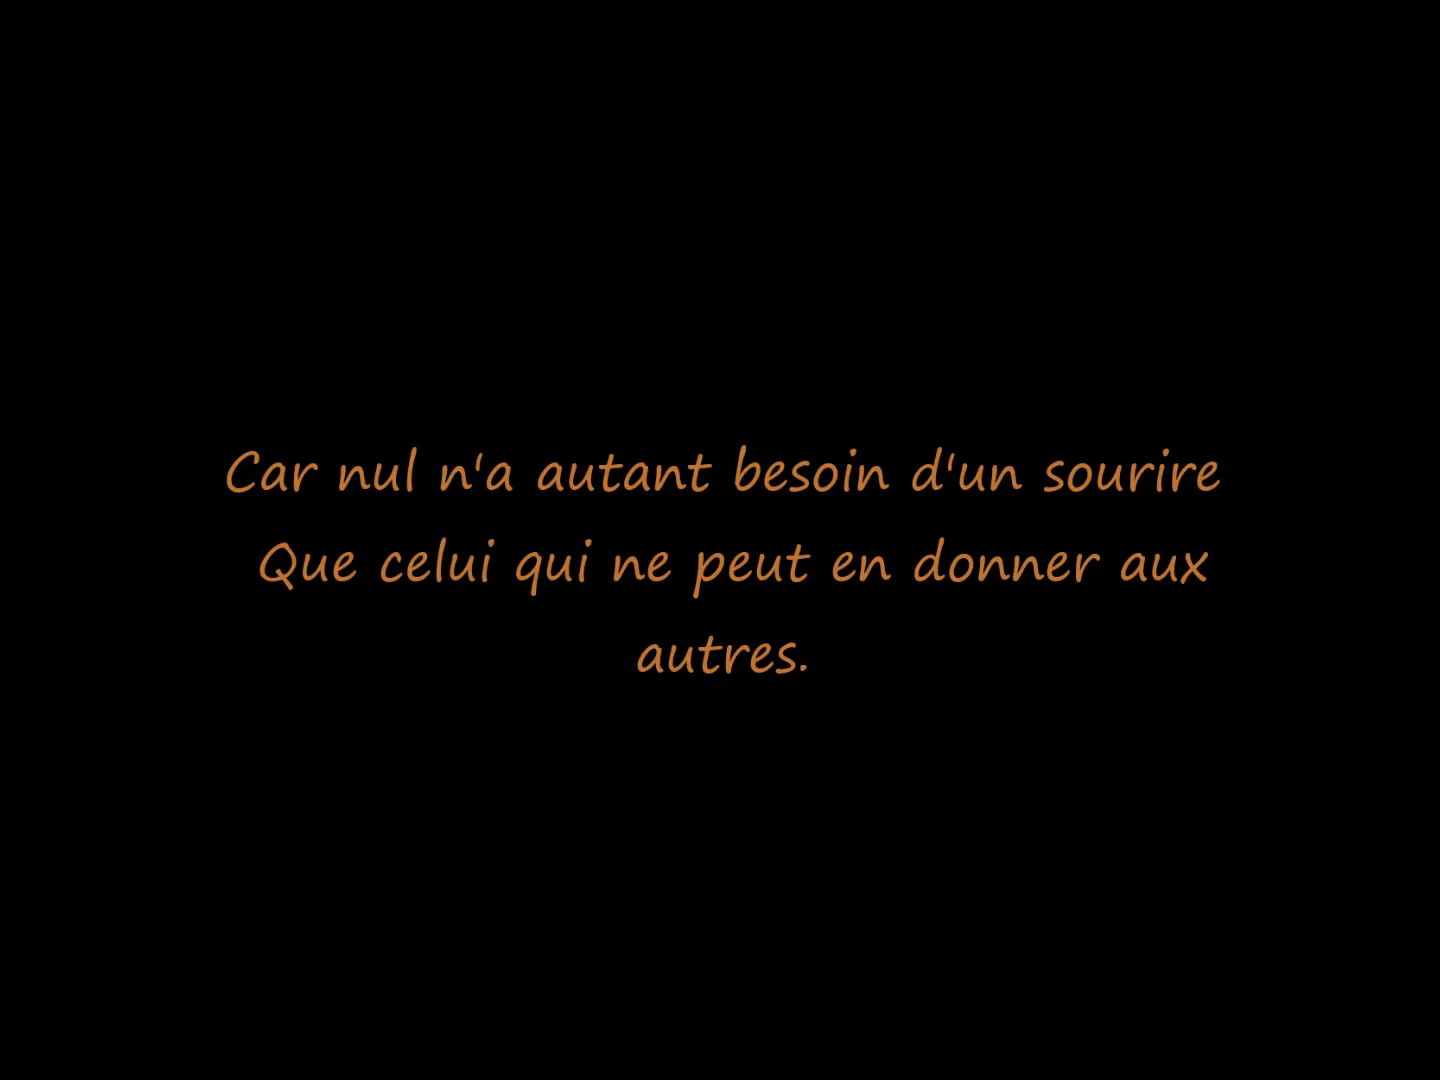 Car nul n'a autant besoin d'un sourire
Que celui qui ne peut en donner aux
autres.